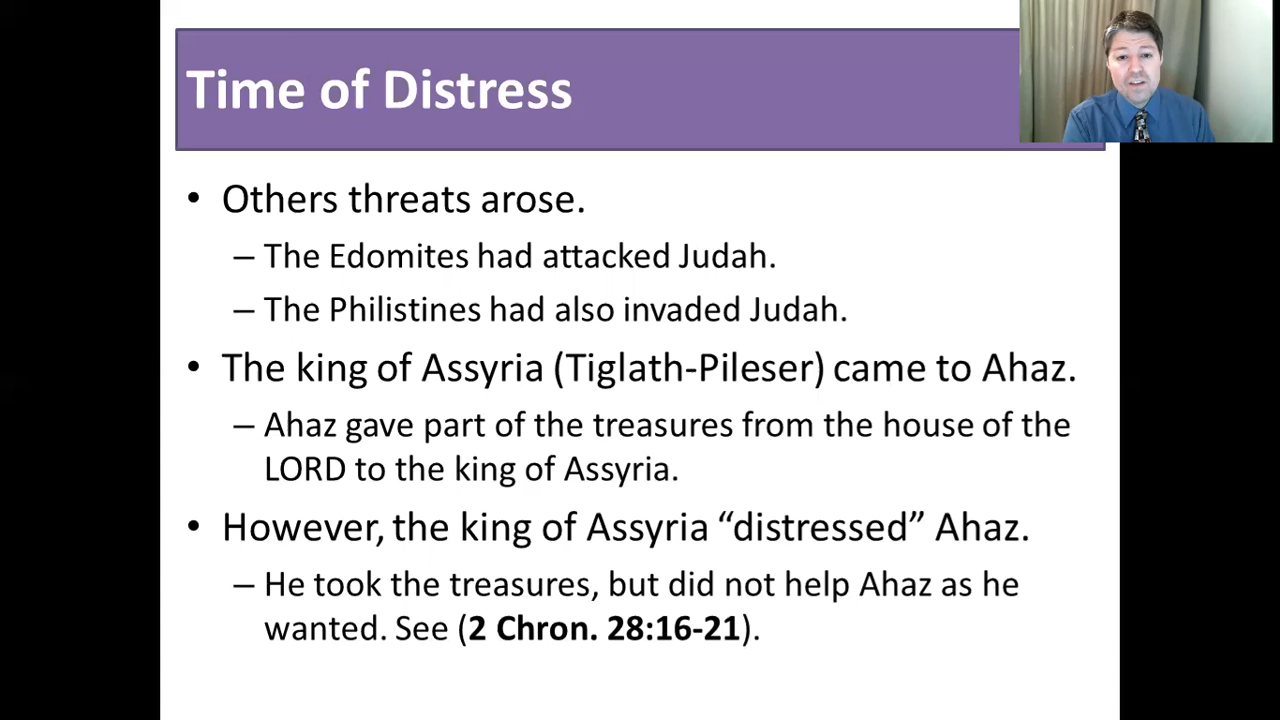 Time of Distress
• Others threats arose.
– The Edomites had attacked Judah.
– The Philistines had also invaded Judah.
• The king of Assyria (Tiglath-Pileser) came to Ahaz.
– Ahaz gave part of the treasures from the house of the
LORD to the king of Assyria.
• However, the king of Assyria “distressed” Ahaz.
– He took the treasures, but did not help Ahaz as he
wanted. See (2 Chron. 28:16-21).